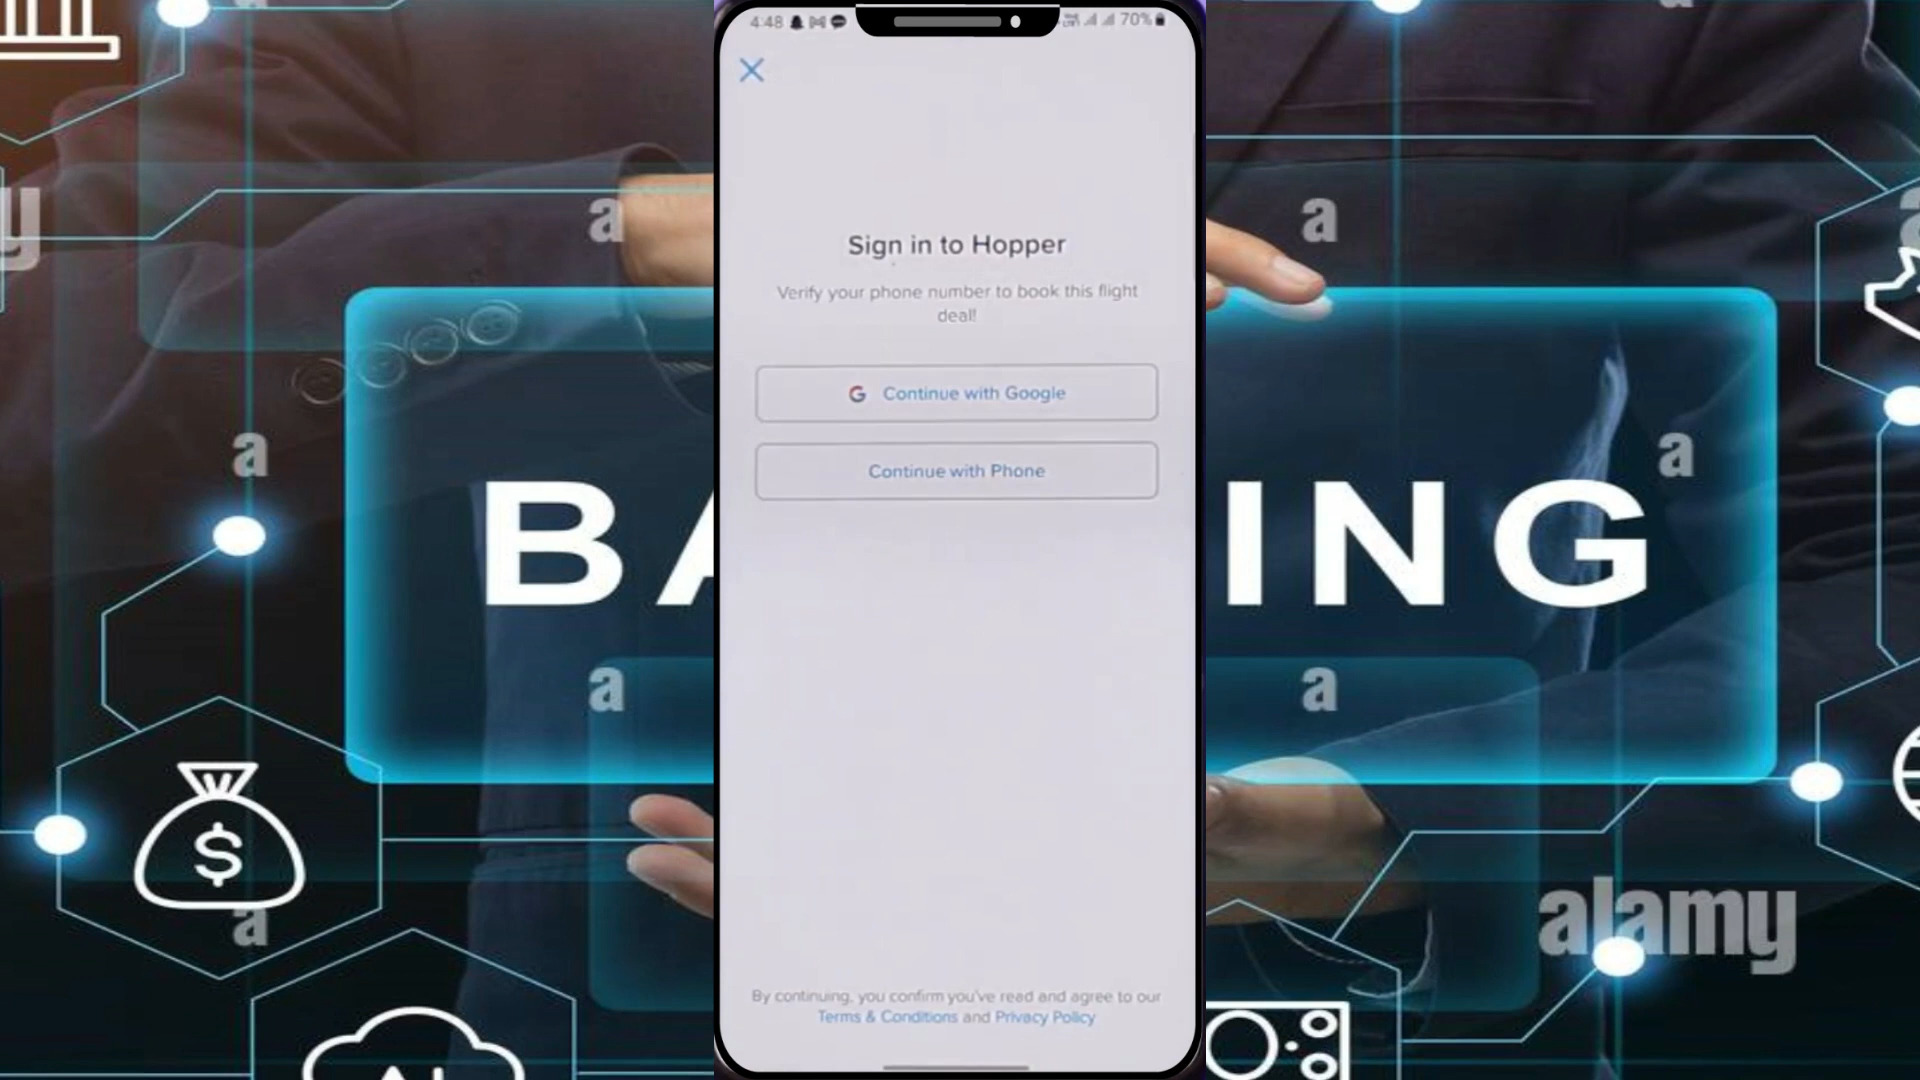 4:48
70%
Sign in to Hopper
Verify your phone number to book this flight
deal!
G Continue with Google
Continue with Phone
By continuing, you confirm you've read and agree to our
Terms & Conditions and Privacy Policy
BA
ING
$
a
a
a
a
a
a
a
alamy